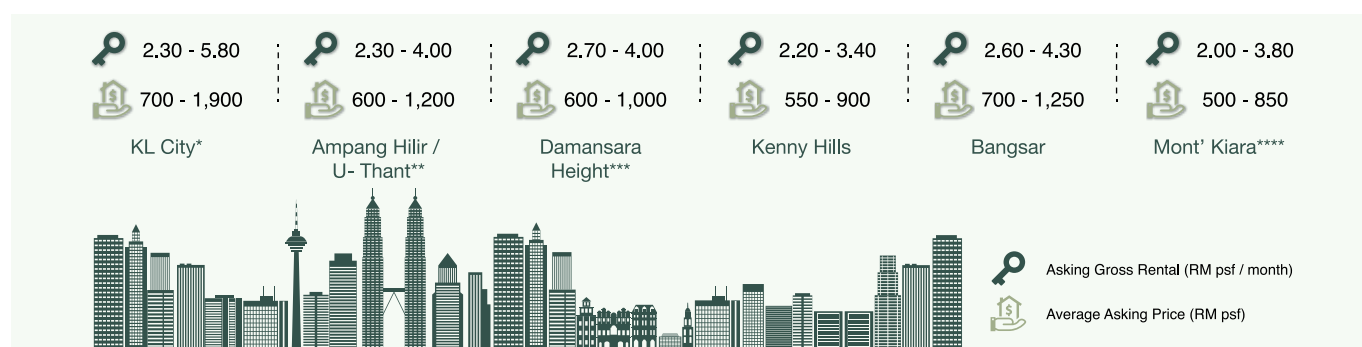 2.30 - 5.80
700 - 1,900
KL City*
2.30 - 4.00
600 - 1,200
Ampang Hilir /
U- Thant**
2.70 - 4.00
600 - 1,000
Damansara
Height***
2.20 - 3.40
550 - 900
Kenny Hills
2.60 - 4.30
700 - 1,250
Bangsar
2.00 - 3.80
500 - 850
Mont' Kiara****
Asking Gross Rental (RM psf / month)
$ Average Asking Price (RM psf)